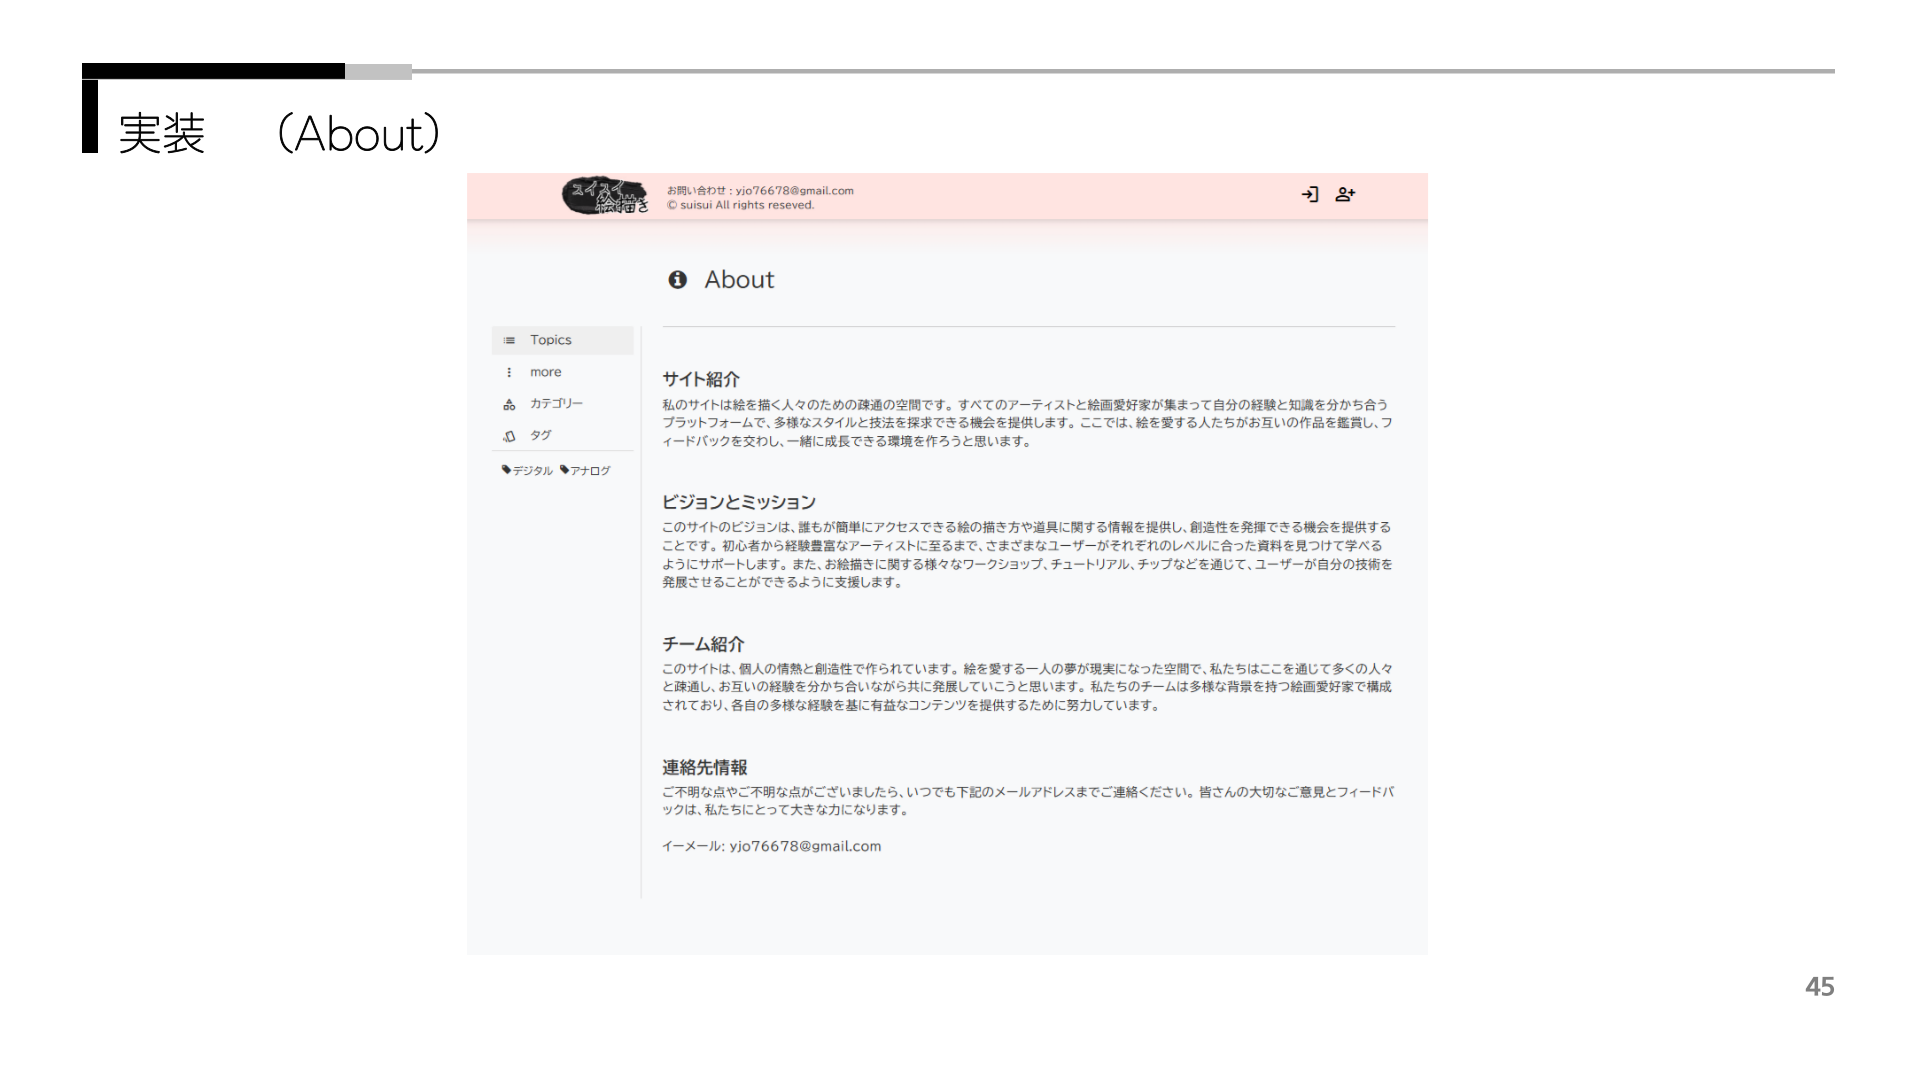 実装　（About）
スイスイ
絵描き
お問い合わせ : yjo76678@gmail.com
© suisui All rights reseved.
About
Topics
more
カテゴリー
タグ
デジタル アナログ
サイト紹介
私のサイトは絵を描く人々のための疎通の空間です。すべてのアーティストと絵画愛好家が集まって自分の経験と知識を分かち合う
プラットフォームで、多様なスタイルと技法を探求できる機会を提供します。ここでは、絵を愛する人たちがお互いの作品を鑑賞し、フ
ィードバックを交わし、一緒に成長できる環境を作ろうと思います。
ビジョンとミッション
このサイトのビジョンは、誰もが簡単にアクセスできる絵の描き方や道具に関する情報を提供し、創造性を発揮できる機会を提供する
ことです。初心者から経験豊富なアーティストに至るまで、さまざまなユーザーがそれぞれのレベルに合った資料を見つけて学べる
ようにサポートします。また、お絵描きに関する様々なワークショップ、チュートリアル、チップなどを通じて、ユーザーが自分の技術を
発展させることができるように支援します。
チーム紹介
このサイトは、個人の情熱と創造性で作られています。絵を愛する一人の夢が現実になった空間で、私たちはここを通じて多くの人々
と疎通し、お互いの経験を分かち合いながら共に発展していこうと思います。私たちのチームは多様な背景を持つ絵画愛好家で構成
されており、各自の多様な経験を基に有益なコンテンツを提供するために努力しています。
連絡先情報
ご不明な点やご不明な点がございましたら、いつでも下記のメールアドレスまでご連絡ください。皆さんの大切なご意見とフィードバ
ックは、私たちにとって大きな力になります。
イーメール: yjo76678@gmail.com
45